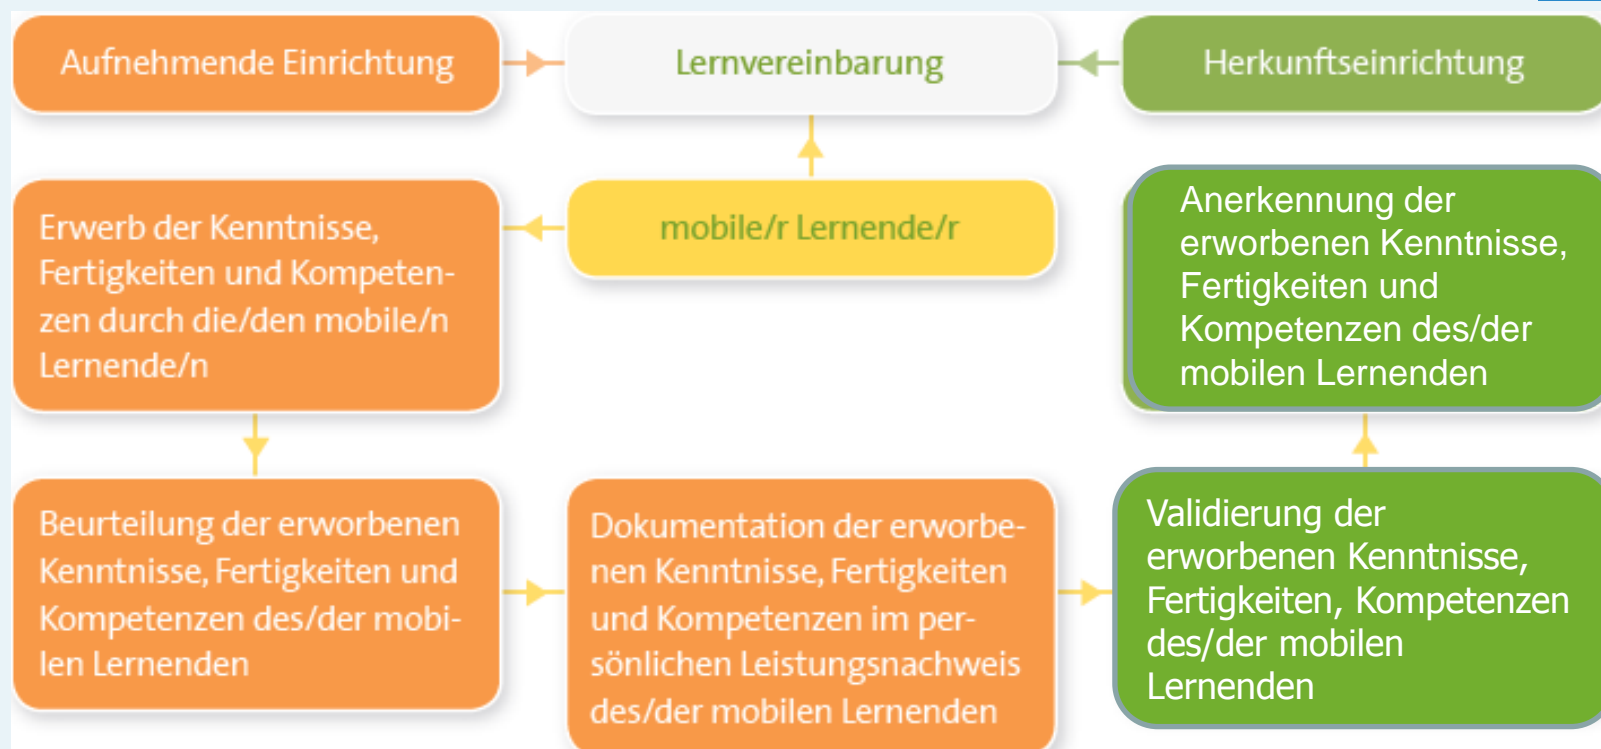 Aufnehmende Einrichtung
Lernvereinbarung
Herkunftseinrichtung
mobile/r Lernende/r
Erwerb der Kenntnisse,
Fertigkeiten und Kompeten-
zen durch die/den mobile/n
Lernende/n
Beurteilung der erworbenen
Kenntnisse, Fertigkeiten und
Kompetenzen des/der mobi-
len Lernenden
Dokumentation der erworbe-
nen Kenntnisse, Fertigkeiten
und Kompetenzen im per-
sönlichen Leistungsnachweis
des/der mobilen Lernenden
Validierung der
erworbenen Kenntnisse,
Fertigkeiten, Kompetenzen
des/der mobilen
Lernenden
Anerkennung der
erworbenen Kenntnisse,
Fertigkeiten und
Kompetenzen des/der
mobilen Lernenden